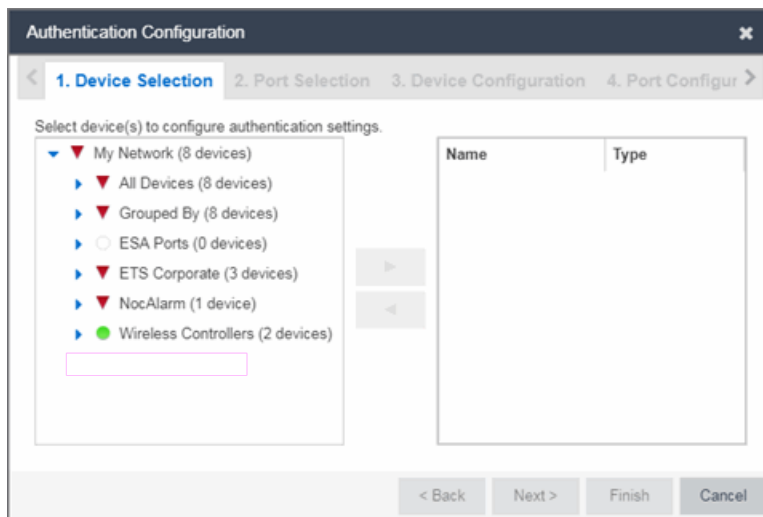 Authentication Configuration
1. Device Selection 2. Port Selection 3. Device Configuration 4. Port Configur
Select device(s) to configure authentication settings.
My Network (8 devices)
All Devices (8 devices)
Grouped By (8 devices)
ESA Ports (0 devices)
ETS Corporate (3 devices)
NocAlarm (1 device)
Wireless Controllers (2 devices)
Name Type
< Back Next > Finish Cancel